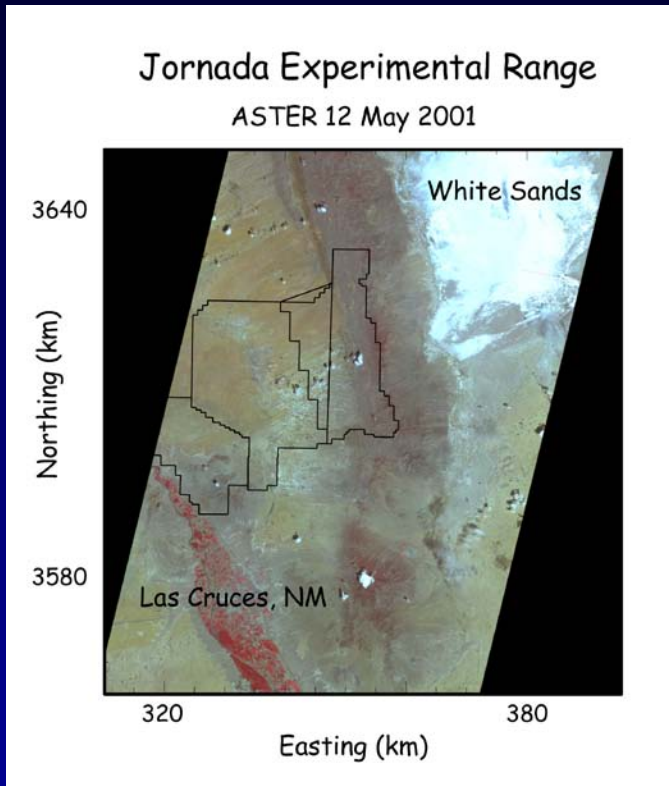 Jornada Experimental Range
ASTER 12 May 2001
White Sands
3640
Northing (km)
3580
Las Cruces, NM
320
380
Easting (km)